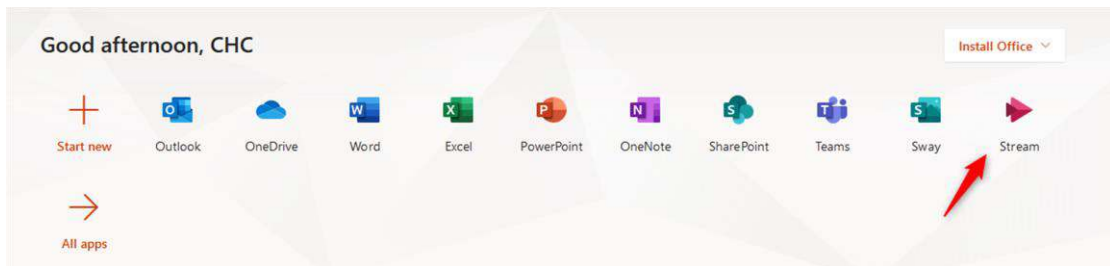 Good afternoon, CHC
Install Office
Start new
Outlook
OneDrive
Word
Excel
PowerPoint
OneNote
SharePoint
Teams
Sway
Stream
All apps